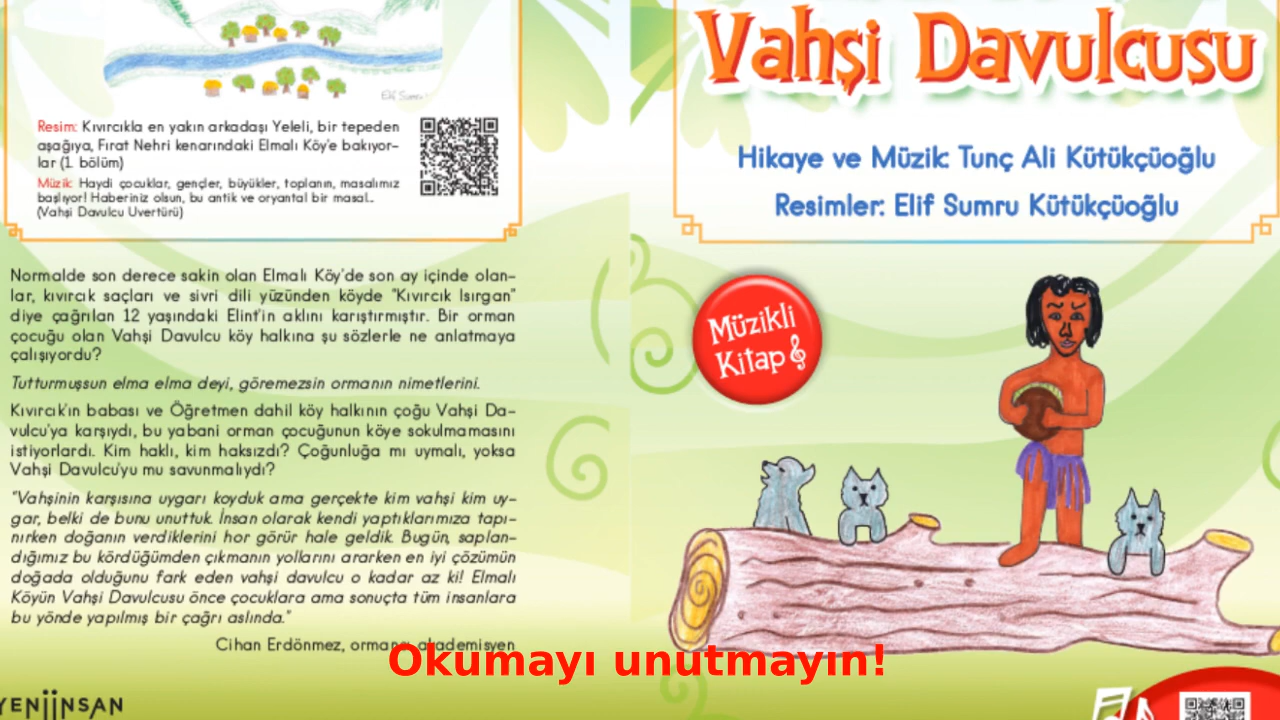 Elif Sumru
Resim: Kıvırcıkla en yakın arkadaşı Yeleli, bir tepeden
aşağıya, Fırat Nehri kenarındaki Elmalı Köy'e bakıyor-
lar (1. bölüm)
Müzik: Haydi çocuklar, gençler, büyükler, toplanın, masalımız
başlıyor! Haberiniz olsun, bu antik ve oryantal bir masal...
(Vahşi Davulcu Uvertürü)
Normalde son derece sakin olan Elmalı Köy'de son ay içinde olan-
lar, kıvırcık saçları ve sivri dili yüzünden köyde "Kıvırcık Isırgan"
diye çağrılan 12 yaşındaki Elint'in aklını karıştırmıştır. Bir orman
çocuğu olan Vahşi Davulcu köy halkına şu sözlerle ne anlatmaya
çalışıyordu?
Tutturmuşsun elma elma deyi, göremezsin ormanın nimetlerini.
Kıvırcık'ın babası ve Öğretmen dahil köy halkının çoğu Vahşi Da-
vulcu'ya karşıydı, bu yabani orman çocuğunun köye sokulmamasını
istiyorlardı. Kim haklı, kim haksızdı? Çoğunluğa mı uymalı, yoksa
Vahşi Davulcu'yu mu savunmalıydı?
"Vahşinin karşısına uygarı koyduk ama gerçekte kim vahşi kim uy-
gar, belki de bunu unuttuk. İnsan olarak kendi yaptıklarımıza tapı-
nırken doğanın verdiklerini hor görür hale geldik. Bugün, saplan-
dığımız bu kördüğümden çıkmanın yollarını ararken en iyi çözümün
doğada olduğunu fark eden vahşi davulcu o kadar az ki! Elmalı
Köyün Vahşi Davulcusu önce çocuklara ama sonuçta tüm insanlara
bu yönde yapılmış bir çağrı aslında."
Cihan Erdönmez, ormancı akademisyen
YENİİNSAN
Vahşi Davulcusu
Hikaye ve Müzik: Tunç Ali Kütükçüoğlu
Resimler: Elif Sumru Kütükçüoğlu
Müzikli
Kitap
Okumayı unutmayın!